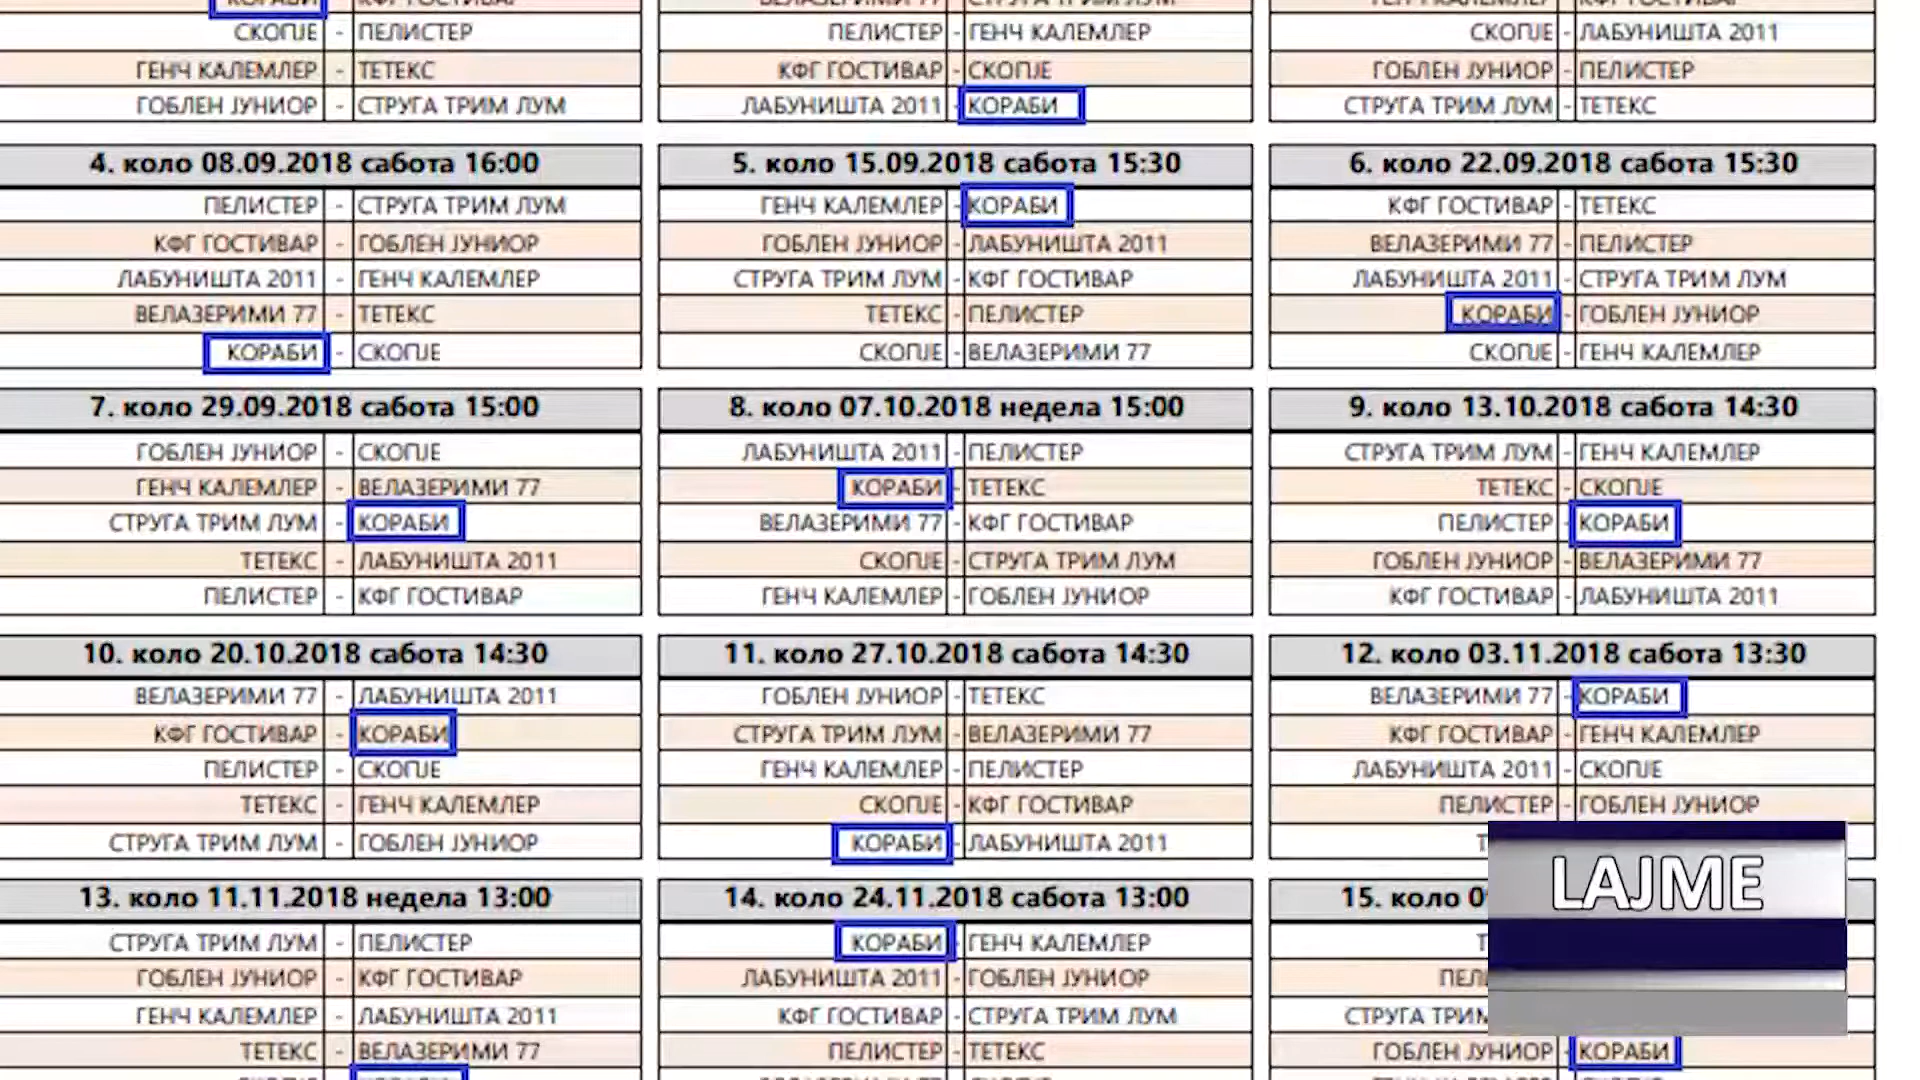 КОРАБИ - КФГ ГОСТИВАР
СКОПЈЕ - ПЕЛИСТЕР
ГЕНЧ КАЛЕМЛЕР - ТЕТЕКС
ГОБЛЕН ЈУНИОР - СТРУГА ТРИМ ЛУМ
ВЕЛАЗЕРИМИ 77 - СТРУГА ТРИМ ЛУМ
ПЕЛИСТЕР - ГЕНЧ КАЛЕМЛЕР
КФГ ГОСТИВАР - СКОПЈЕ
ЛАБУНИШТА 2011 - КОРАБИ
ГЕНЧ КАЛЕМЛЕР - КФГ ГОСТИВАР
СКОПЈЕ - ЛАБУНИШТА 2011
ГОБЛЕН ЈУНИОР - ПЕЛИСТЕР
СТРУГА ТРИМ ЛУМ - ТЕТЕКС
4. коло 08.09.2018 сабота 16:00
ПЕЛИСТЕР - СТРУГА ТРИМ ЛУМ
КФГ ГОСТИВАР - ГОБЛЕН ЈУНИОР
ЛАБУНИШТА 2011 - ГЕНЧ КАЛЕМЛЕР
ВЕЛАЗЕРИМИ 77 - ТЕТЕКС
КОРАБИ - СКОПЈЕ
5. коло 15.09.2018 сабота 15:30
ГЕНЧ КАЛЕМЛЕР - КОРАБИ
ГОБЛЕН ЈУНИОР - ЛАБУНИШТА 2011
СТРУГА ТРИМ ЛУМ - КФГ ГОСТИВАР
ТЕТЕКС - ПЕЛИСТЕР
СКОПЈЕ - ВЕЛАЗЕРИМИ 77
6. коло 22.09.2018 сабота 15:30
КФГ ГОСТИВАР - ТЕТЕКС
ВЕЛАЗЕРИМИ 77 - ПЕЛИСТЕР
ЛАБУНИШТА 2011 - СТРУГА ТРИМ ЛУМ
КОРАБИ - ГОБЛЕН ЈУНИОР
СКОПЈЕ - ГЕНЧ КАЛЕМЛЕР
7. коло 29.09.2018 сабота 15:00
ГОБЛЕН ЈУНИОР - СКОПЈЕ
ГЕНЧ КАЛЕМЛЕР - ВЕЛАЗЕРИМИ 77
СТРУГА ТРИМ ЛУМ - КОРАБИ
ТЕТЕКС - ЛАБУНИШТА 2011
ПЕЛИСТЕР - КФГ ГОСТИВАР
8. коло 07.10.2018 недела 15:00
ЛАБУНИШТА 2011 - ПЕЛИСТЕР
КОРАБИ - ТЕТЕКС
ВЕЛАЗЕРИМИ 77 - КФГ ГОСТИВАР
СКОПЈЕ - СТРУГА ТРИМ ЛУМ
ГЕНЧ КАЛЕМЛЕР - ГОБЛЕН ЈУНИОР
9. коло 13.10.2018 сабота 14:30
СТРУГА ТРИМ ЛУМ - ГЕНЧ КАЛЕМЛЕР
ТЕТЕКС - СКОПЈЕ
ПЕЛИСТЕР - КОРАБИ
ГОБЛЕН ЈУНИОР - ВЕЛАЗЕРИМИ 77
КФГ ГОСТИВАР - ЛАБУНИШТА 2011
10. коло 20.10.2018 сабота 14:30
ВЕЛАЗЕРИМИ 77 - ЛАБУНИШТА 2011
КФГ ГОСТИВАР - КОРАБИ
ПЕЛИСТЕР - СКОПЈЕ
ТЕТЕКС - ГЕНЧ КАЛЕМЛЕР
СТРУГА ТРИМ ЛУМ - ГОБЛЕН ЈУНИОР
11. коло 27.10.2018 сабота 14:30
ГОБЛЕН ЈУНИОР - ТЕТЕКС
СТРУГА ТРИМ ЛУМ - ВЕЛАЗЕРИМИ 77
ГЕНЧ КАЛЕМЛЕР - ПЕЛИСТЕР
СКОПЈЕ - КФГ ГОСТИВАР
КОРАБИ - ЛАБУНИШТА 2011
12. коло 03.11.2018 сабота 13:30
ВЕЛАЗЕРИМИ 77 - КОРАБИ
КФГ ГОСТИВАР - ГЕНЧ КАЛЕМЛЕР
ЛАБУНИШТА 2011 - СКОПЈЕ
ПЕЛИСТЕР - ГОБЛЕН ЈУНИОР
13. коло 11.11.2018 недела 13:00
СТРУГА ТРИМ ЛУМ - ПЕЛИСТЕР
ГОБЛЕН ЈУНИОР - КФГ ГОСТИВАР
ГЕНЧ КАЛЕМЛЕР - ЛАБУНИШТА 2011
ТЕТЕКС - ВЕЛАЗЕРИМИ 77
14. коло 24.11.2018 сабота 13:00
КОРАБИ - ГЕНЧ КАЛЕМЛЕР
ЛАБУНИШТА 2011 - ГОБЛЕН ЈУНИОР
КФГ ГОСТИВАР - СТРУГА ТРИМ ЛУМ
ПЕЛИСТЕР - ТЕТЕКС
15. коло
СТРУГА ТРИМ
ГОБЛЕН ЈУНИОР - КОРАБИ
LAJME